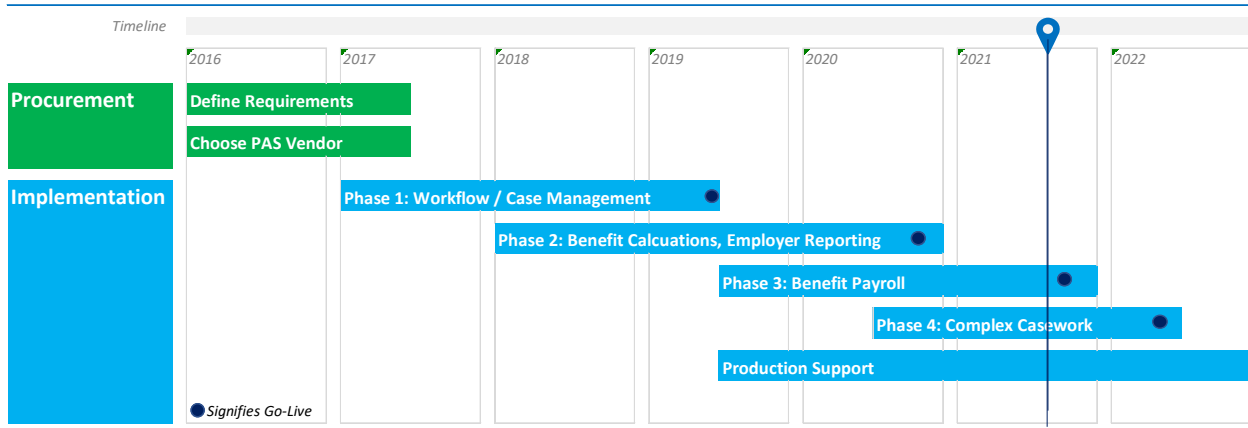 Timeline
2016 2017 2018 2019 2020 2021 2022
Procurement
Define Requirements
Choose PAS Vendor
Implementation
Phase 1: Workflow / Case Management
Phase 2: Benefit Calcuations, Employer Reporting
Phase 3: Benefit Payroll
Phase 4: Complex Casework
Production Support
Signifies Go-Live